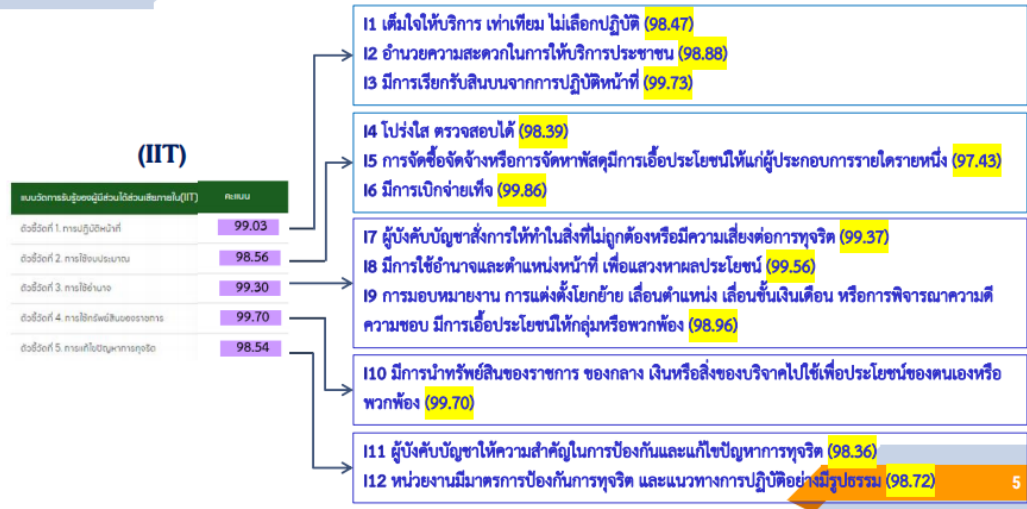 (IIT)
แบบวัดการรับรู้ของผู้มีส่วนได้ส่วนเสียภายใน(IIT) คะแนน
ตัวชี้วัดที่ 1. การปฏิบัติหน้าที่ 99.03
ตัวชี้วัดที่ 2. การใช้งบประมาณ 98.56
ตัวชี้วัดที่ 3. การใช้อำนาจ 99.30
ตัวชี้วัดที่ 4. การใช้ทรัพย์สินของราชการ 99.70
ตัวชี้วัดที่ 5. การแก้ไขปัญหาการทุจริต 98.54
I1 เต็มใจให้บริการ เท่าเทียม ไม่เลือกปฏิบัติ (98.47)
I2 อำนวยความสะดวกในการให้บริการประชาชน (98.88)
I3 มีการเรียกรับสินบนจากการปฏิบัติหน้าที่ (99.73)
I4 โปร่งใส ตรวจสอบได้ (98.39)
I5 การจัดซื้อจัดจ้างหรือการจัดหาพัสดุมีการเอื้อประโยชน์ให้แก่ผู้ประกอบการรายใดรายหนึ่ง (97.43)
I6 มีการเบิกจ่ายเท็จ (99.86)
I7 ผู้บังคับบัญชาสั่งการให้ทำในสิ่งที่ไม่ถูกต้องหรือมีความเสี่ยงต่อการทุจริต (99.37)
I8 มีการใช้อำนาจและตำแหน่งหน้าที่ เพื่อแสวงหาผลประโยชน์ (99.56)
I9 การมอบหมายงาน การแต่งตั้งโยกย้าย เลื่อนตำแหน่ง เลื่อนขั้นเงินเดือน หรือการพิจารณาความดี
ความชอบ มีการเอื้อประโยชน์ให้กลุ่มหรือพวกพ้อง (98.96)
I10 มีการนำทรัพย์สินของราชการ ของกลาง เงินหรือสิ่งของบริจาคไปใช้เพื่อประโยชน์ของตนเองหรือ
พวกพ้อง (99.70)
I11 ผู้บังคับบัญชาให้ความสำคัญในการป้องกันและแก้ไขปัญหาการทุจริต (98.36)
I12 หน่วยงานมีมาตรการป้องกันการทุจริต และแนวทางการปฏิบัติอย่างมีรูปธรรม (98.72)
5